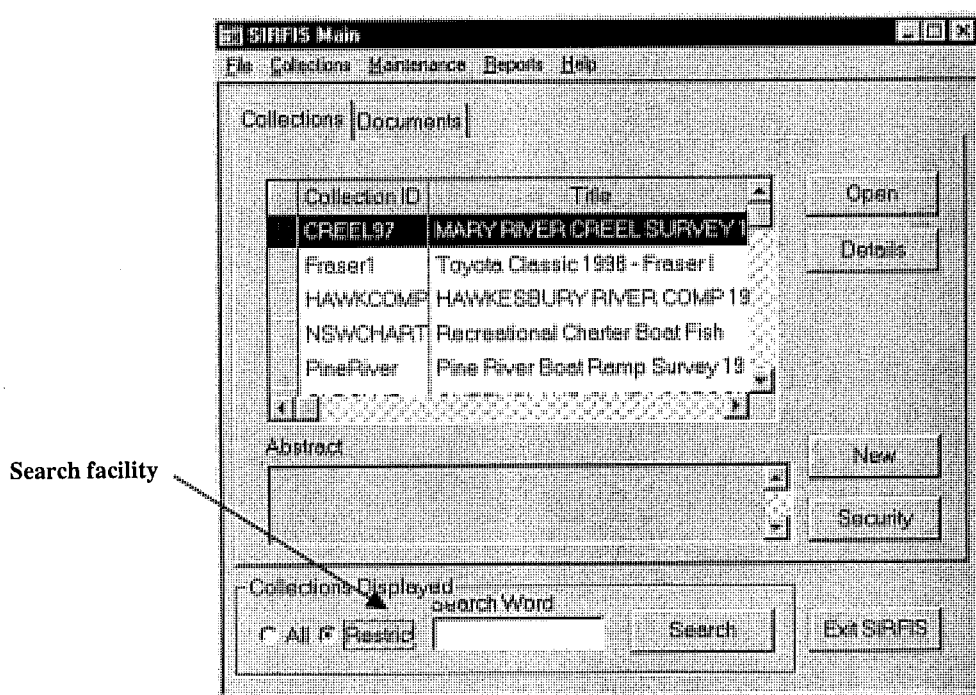 SIRFIS Main
File Collections Maintenance Reports Help
Collections Documents
Collection ID Title
CREEL97 MARY RIVER CREEL SURVEY 1
Fraser1 Toyota Classic 1998 - Fraser I
HAWKCOMP HAWKESBURY RIVER COMP 19
NSWCHART Recreational Charter Boat Fish
PineRiver Pine River Boat Ramp Survey 19
Open
Details
Abstract
New
Security
Search facility
Collections Displayed
Search Word
All Restrict
Search
Exit SIRFIS